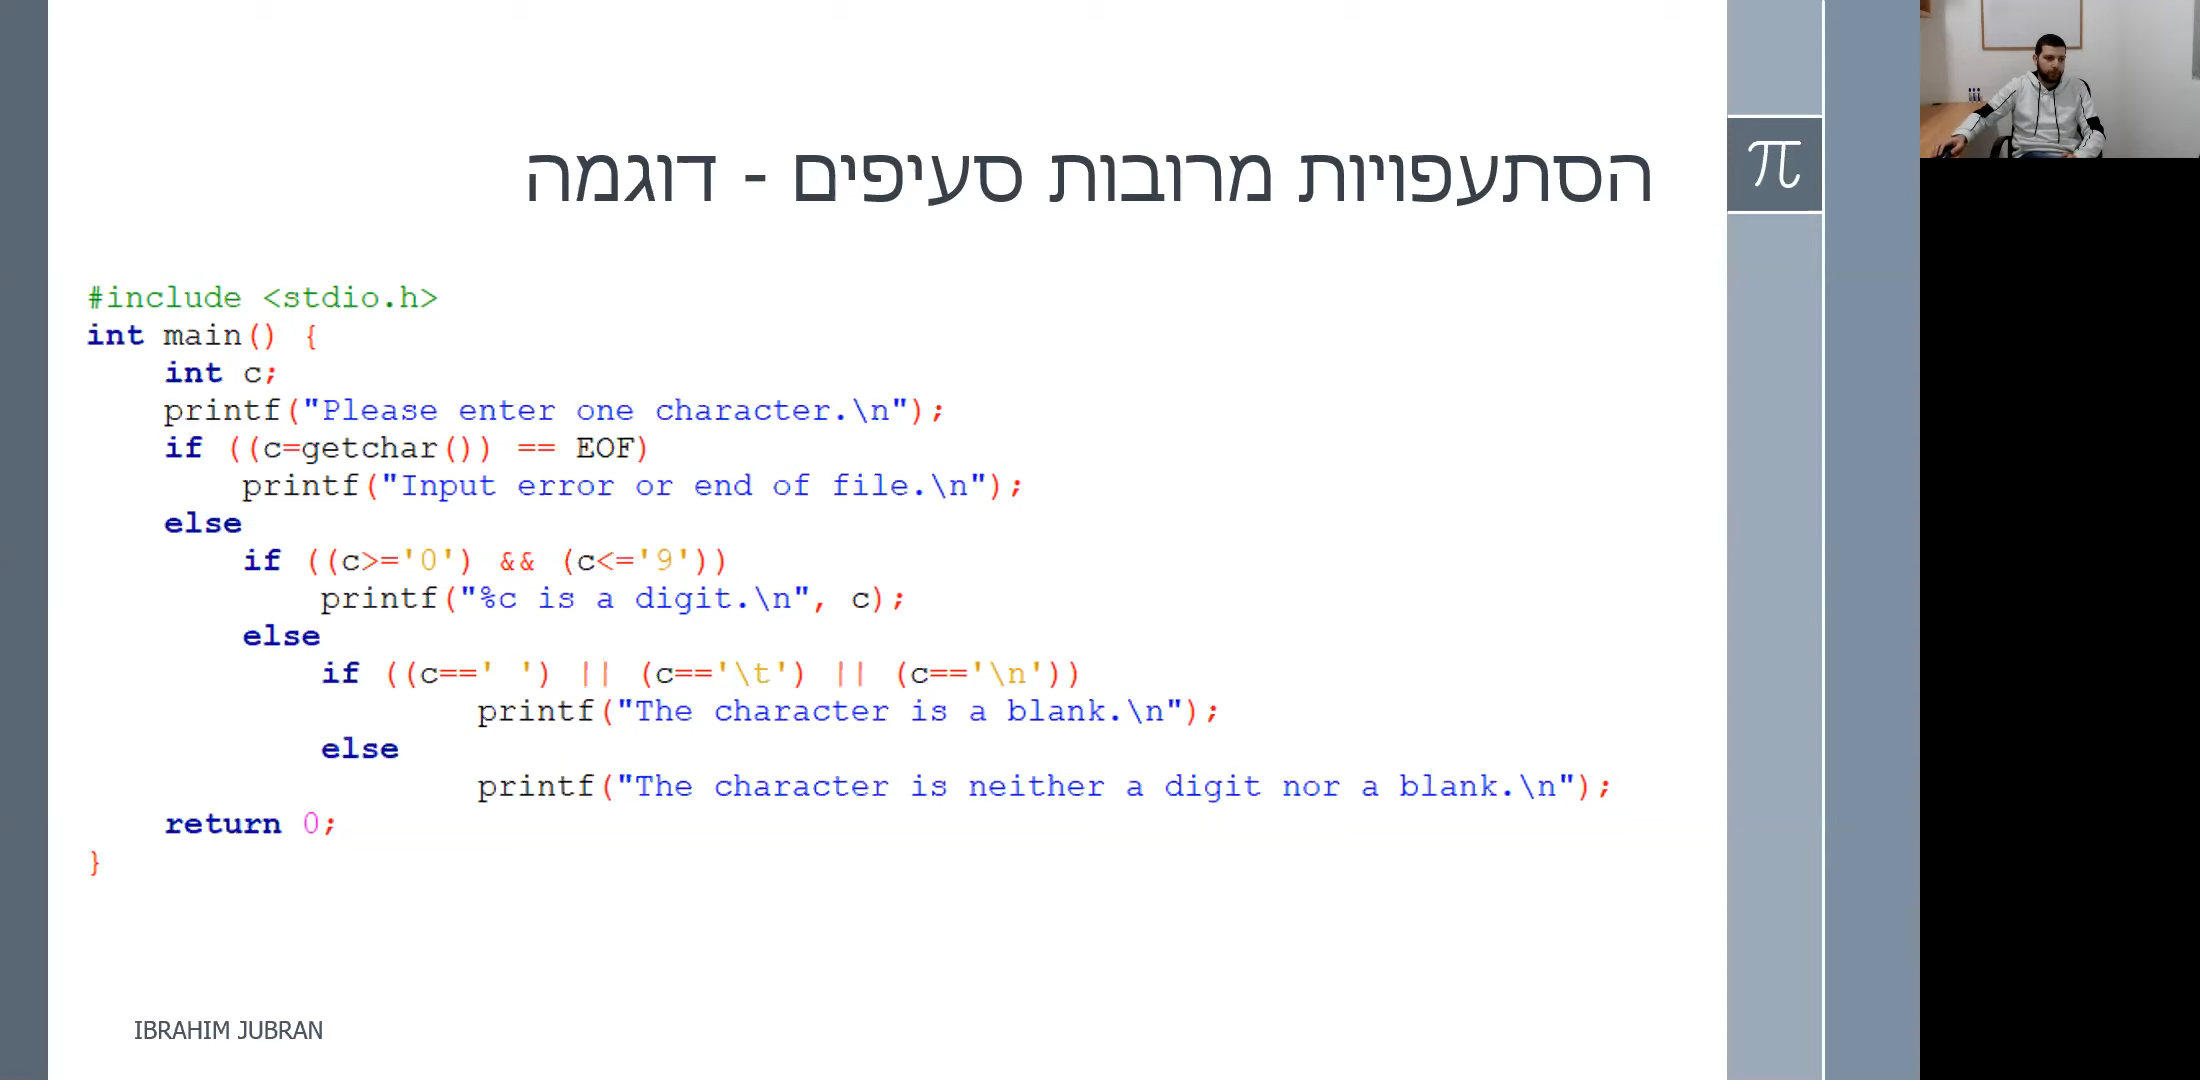 הסתעפויות מרובות סעיפים - דוגמה
π
#include <stdio.h>
int main() {
    int c;
    printf("Please enter one character.\n");
    if ((c=getchar()) == EOF)
        printf("Input error or end of file.\n");
    else
        if ((c>='0') && (c<='9'))
            printf("%c is a digit.\n", c);
        else
            if ((c==' ') || (c=='\t') || (c=='\n'))
                    printf("The character is a blank.\n");
            else
                    printf("The character is neither a digit nor a blank.\n");
    return 0;
}
IBRAHIM JUBRAN